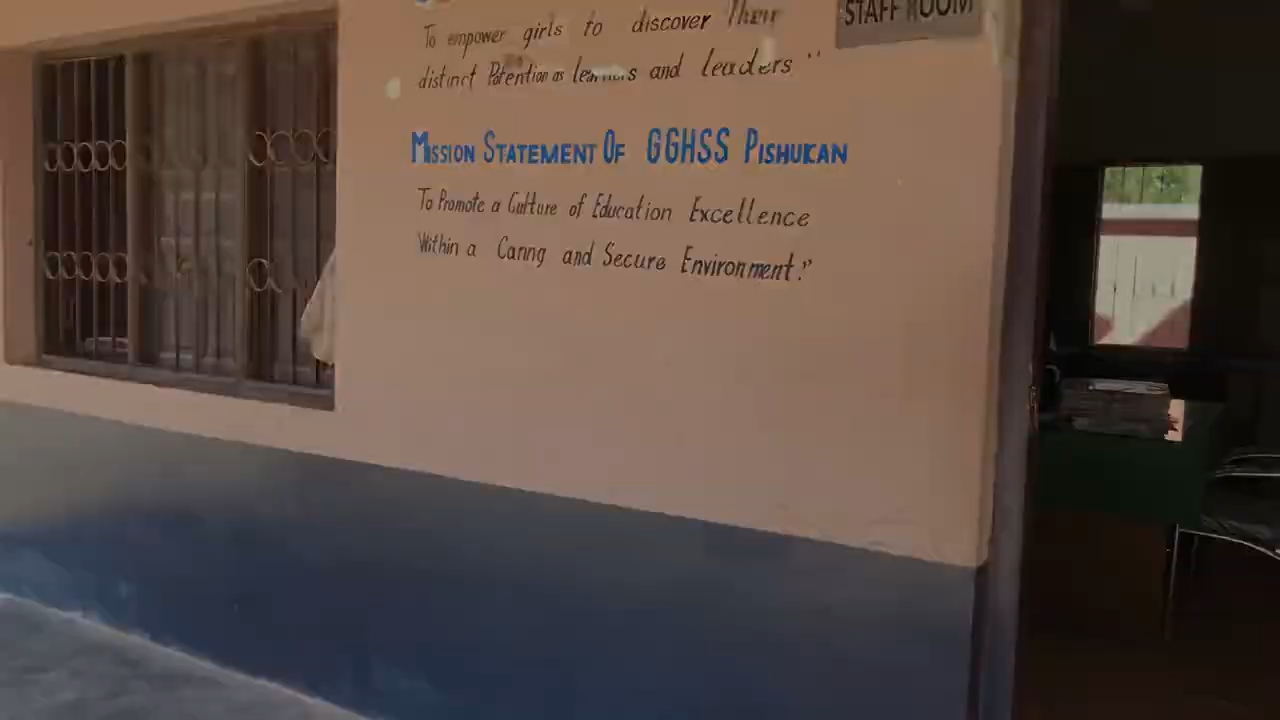 STAFF ROOM
To empower girls to discover Their
distinct Potential as learners and leaders "
MISSION STATEMENT OF GGHSS PISHUKAN
To Promote a Culture of Education Excellence
Within a Caring and Secure Environment."